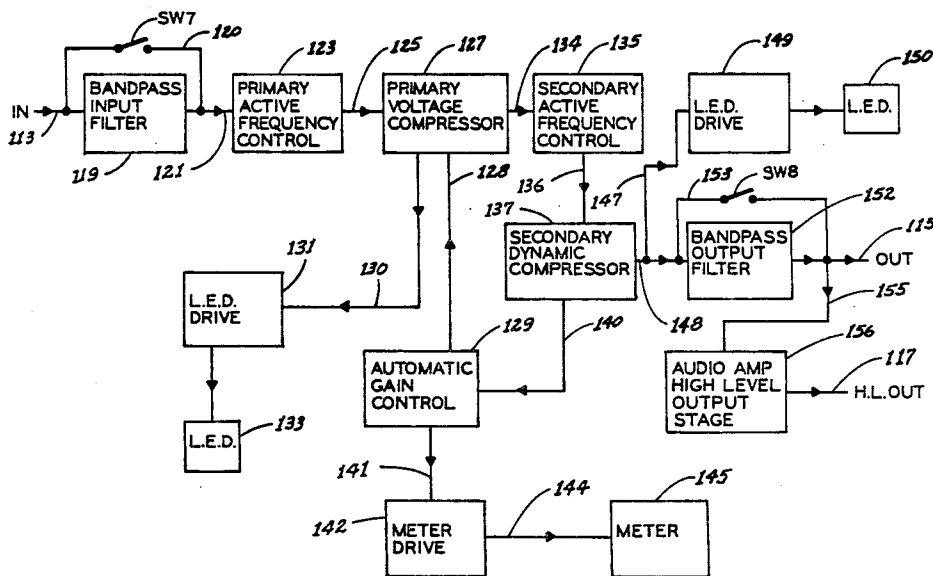 SW7
120
123
125
127
134
135
149
150
IN
113
BANDPASS
INPUT
FILTER
119
121
PRIMARY
ACTIVE
FREQUENCY
CONTROL
PRIMARY
VOLTAGE
COMPRESSOR
SECONDARY
ACTIVE
FREQUENCY
CONTROL
L.E.D.
DRIVE
L.E.D.
128
136
147
153
SW8
152
137
SECONDARY
DYNAMIC
COMPRESSOR
BANDPASS
OUTPUT
FILTER
115
OUT
131
130
L.E.D.
DRIVE
129
140
148
155
156
AUTOMATIC
GAIN
CONTROL
AUDIO AMP
HIGH LEVEL
OUTPUT
STAGE
117
H.L.OUT
133
L.E.D.
141
144
145
142
METER
DRIVE
METER